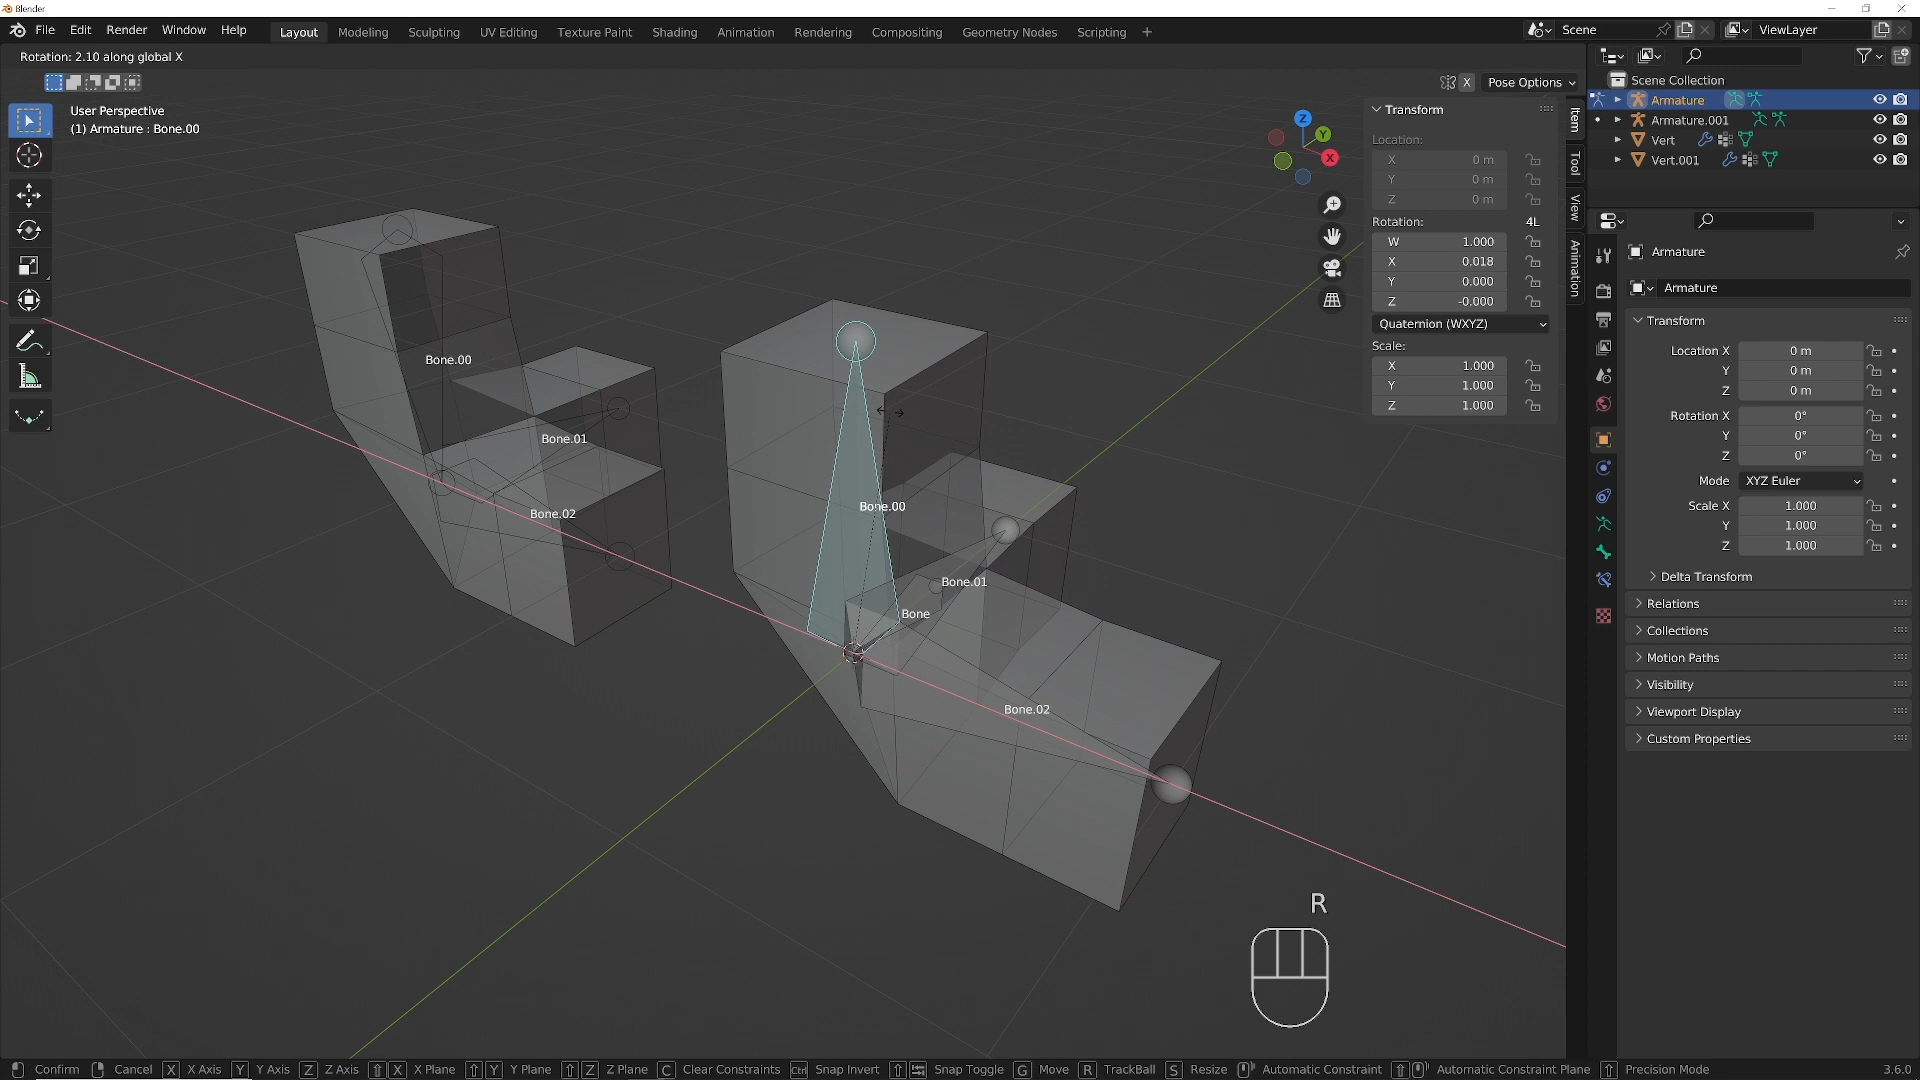 Blender
File Edit Render Window Help Layout Modeling Sculpting UV Editing Texture Paint Shading Animation Rendering Compositing Geometry Nodes Scripting + Scene ViewLayer
Rotation: 2.10 along global X
X Pose Options
User Perspective
(1) Armature : Bone.00
Z
Y
X
Transform
Location:
X 0 m
Y 0 m
Z 0 m
Rotation: 4L
W 1.000
X 0.018
Y 0.000
Z -0.000
Quaternion (WXYZ)
Scale:
X 1.000
Y 1.000
Z 1.000
Item
Tool
View
Animation
Bone.00
Bone.01
Bone.02
Bone.00
Bone.01
Bone
Bone.02
R
Scene Collection
Armature
Armature.001
Vert
Vert.001
Armature
Armature
Transform
Location X 0 m
Y 0 m
Z 0 m
Rotation X 0°
Y 0°
Z 0°
Mode XYZ Euler
Scale X 1.000
Y 1.000
Z 1.000
Delta Transform
Relations
Collections
Motion Paths
Visibility
Viewport Display
Custom Properties
Confirm Cancel X X Axis Y Y Axis Z Z Axis X X Plane Y Y Plane Z Z Plane C Clear Constraints Ctrl Snap Invert Snap Toggle G Move R TrackBall S Resize Automatic Constraint Automatic Constraint Plane Precision Mode 3.6.0